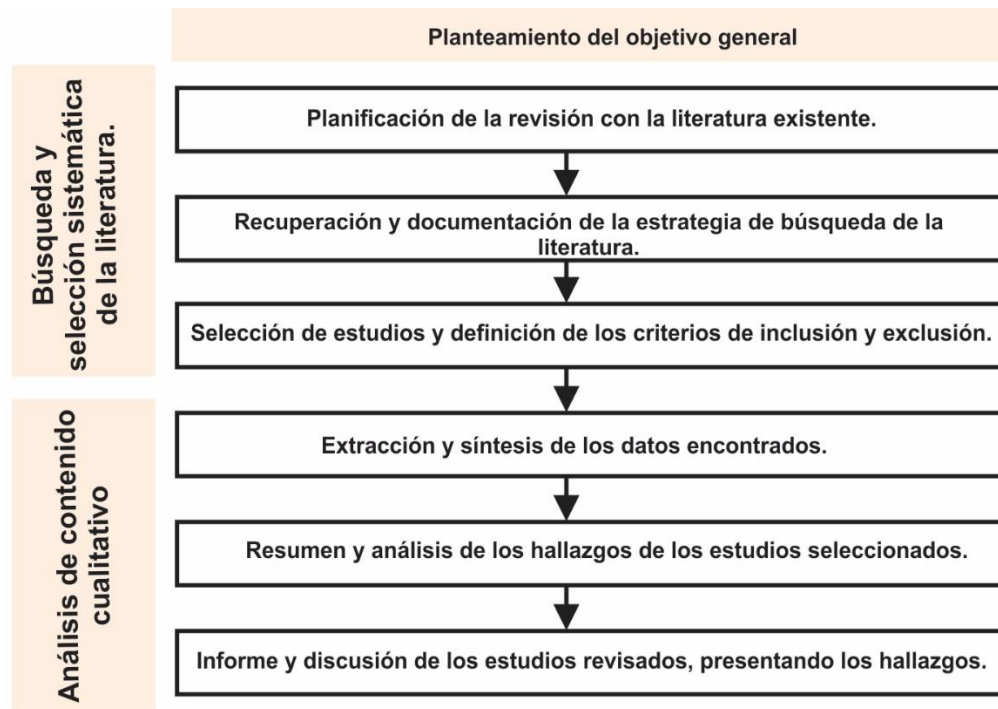 Planteamiento del objetivo general
Búsqueda y
selección sistemática
de la literatura.
Planificación de la revisión con la literatura existente.
Recuperación y documentación de la estrategia de búsqueda de la
literatura.
Selección de estudios y definición de los criterios de inclusión y exclusión.
Análisis de contenido
cualitativo
Extracción y síntesis de los datos encontrados.
Resumen y análisis de los hallazgos de los estudios seleccionados.
Informe y discusión de los estudios revisados, presentando los hallazgos.